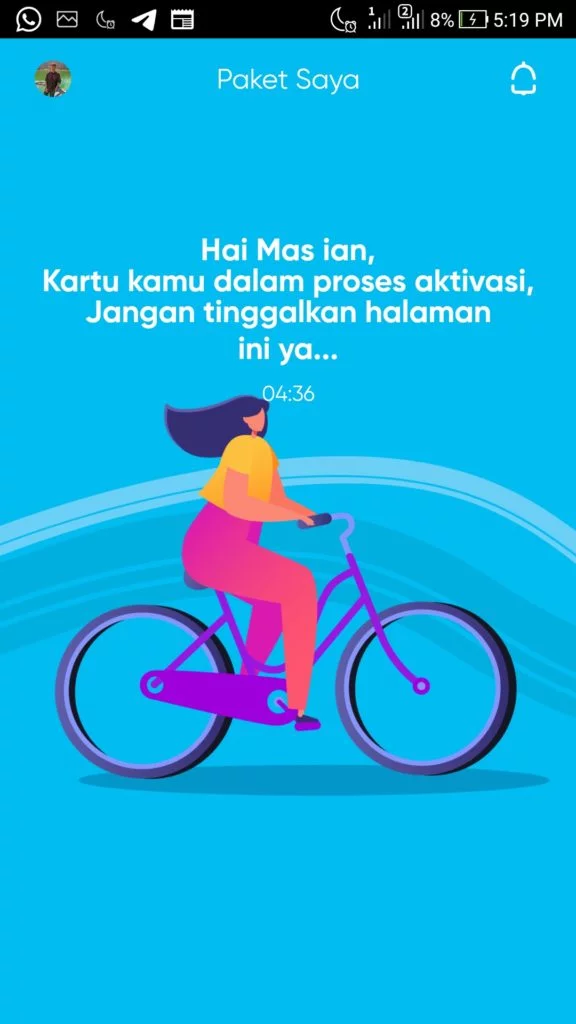 1 2 8% 5:19 PM
Paket Saya
Hai Mas ian,
Kartu kamu dalam proses aktivasi,
Jangan tinggalkan halaman
ini ya...
04:36